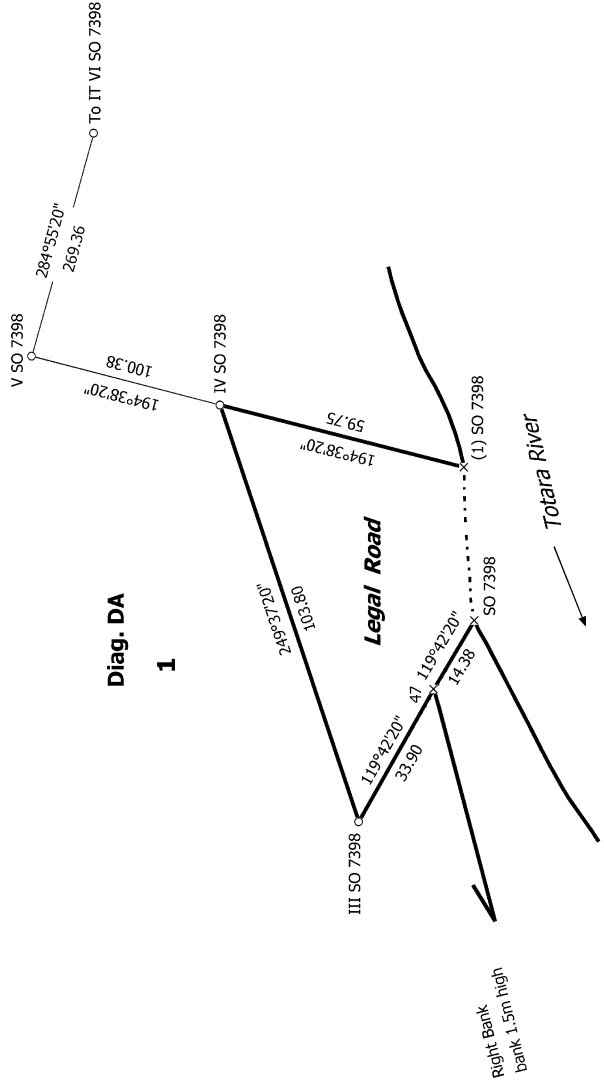 To IT VI SO 7398
284°55'20"
269.36
V SO 7398
194°38'20"
100.38
IV SO 7398
194°38'20"
59.75
(1) SO 7398
Diag. DA
1
249°37'20"
103.80
Legal Road
Totara River
SO 7398
119°42'20"
14.38
47
119°42'20"
33.90
III SO 7398
Right Bank
bank 1.5m high